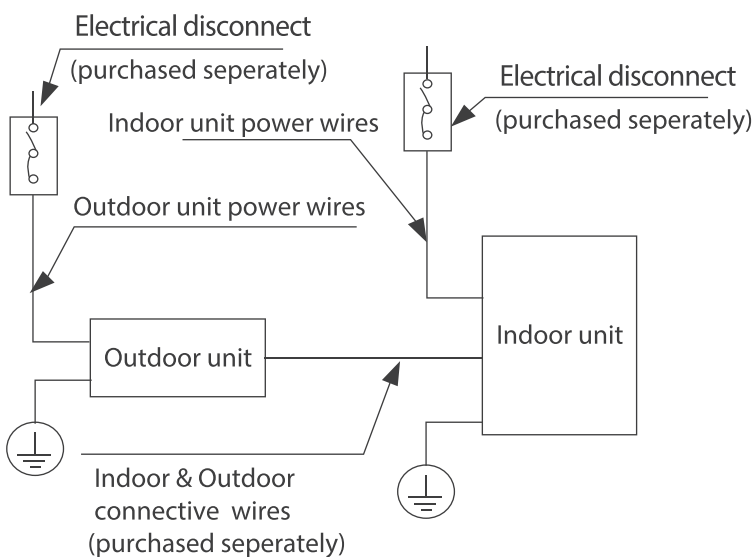 Electrical disconnect
(purchased seperately)
Electrical disconnect
(purchased seperately)
Indoor unit power wires
Outdoor unit power wires
Outdoor unit
Indoor unit
Indoor & Outdoor
connective wires
(purchased seperately)